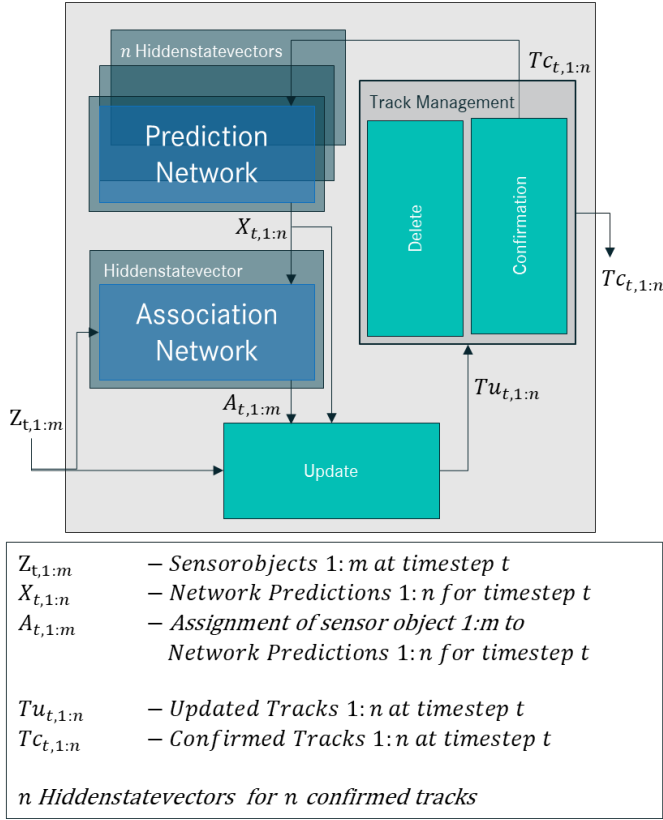 n Hiddenstatevectors
Tc_{t,1:n}
Track Management
Prediction
Network
Delete
Confirmation
X_{t,1:n}
Hiddenstatevector
Tc_{t,1:n}
Association
Network
Tu_{t,1:n}
A_{t,1:m}
Z_{t,1:m}
Update
Z_{t,1:m} – Sensorobjects 1:m at timestep t
X_{t,1:n} – Network Predictions 1:n for timestep t
A_{t,1:m} – Assignment of sensor object 1:m to
Network Predictions 1:n for timestep t
Tu_{t,1:n} – Updated Tracks 1:n at timestep t
Tc_{t,1:n} – Confirmed Tracks 1:n at timestep t
n Hiddenstatevectors for n confirmed tracks